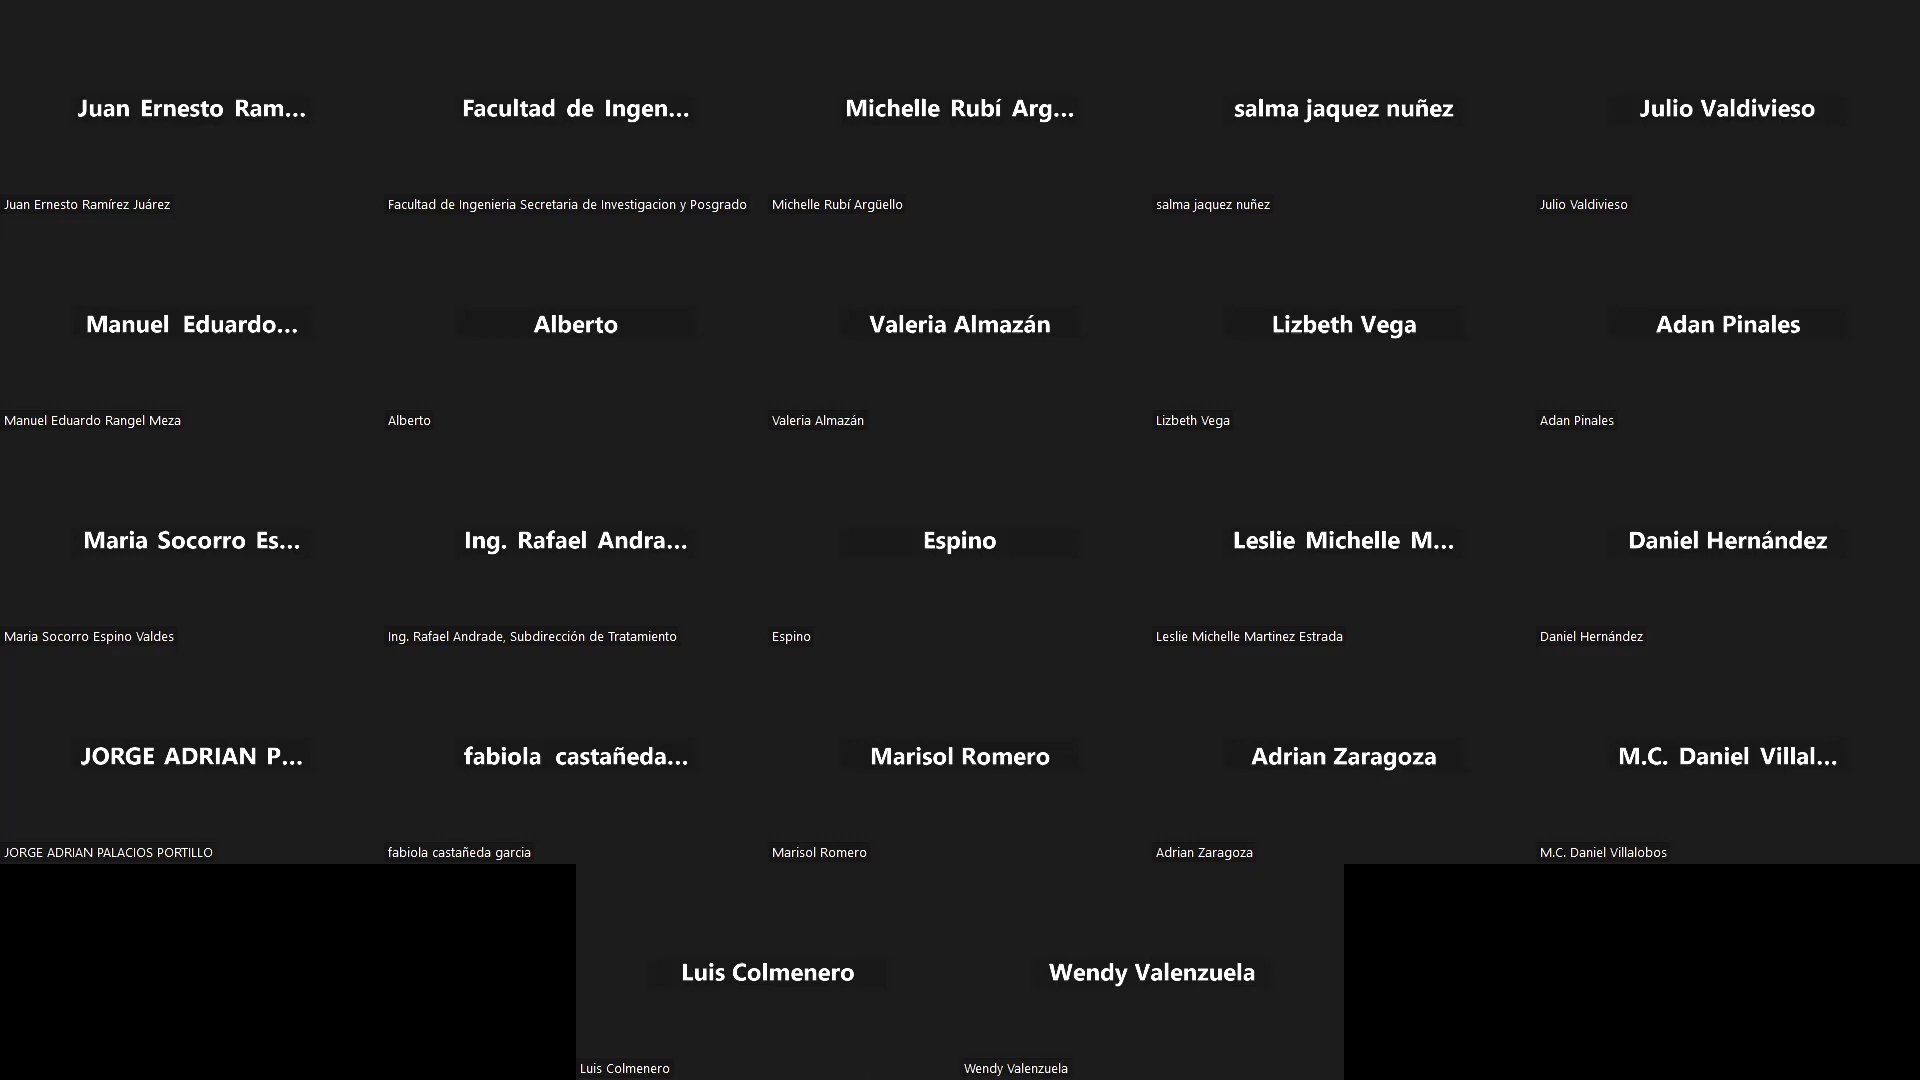 Juan Ernesto Ram...
Facultad de Ingen...
Michelle Rubí Arg...
salma jaquez nuñez
Julio Valdivieso
Juan Ernesto Ramírez Juárez
Facultad de Ingenieria Secretaria de Investigacion y Posgrado
Michelle Rubí Argüello
salma jaquez nuñez
Julio Valdivieso
Manuel Eduardo...
Alberto
Valeria Almazán
Lizbeth Vega
Adan Pinales
Manuel Eduardo Rangel Meza
Alberto
Valeria Almazán
Lizbeth Vega
Adan Pinales
Maria Socorro Es...
Ing. Rafael Andra...
Espino
Leslie Michelle M...
Daniel Hernández
Maria Socorro Espino Valdes
Ing. Rafael Andrade, Subdirección de Tratamiento
Espino
Leslie Michelle Martinez Estrada
Daniel Hernández
JORGE ADRIAN P...
fabiola castañeda...
Marisol Romero
Adrian Zaragoza
M.C. Daniel Villal...
JORGE ADRIAN PALACIOS PORTILLO
fabiola castañeda garcia
Marisol Romero
Adrian Zaragoza
M.C. Daniel Villalobos
Luis Colmenero
Wendy Valenzuela
Luis Colmenero
Wendy Valenzuela